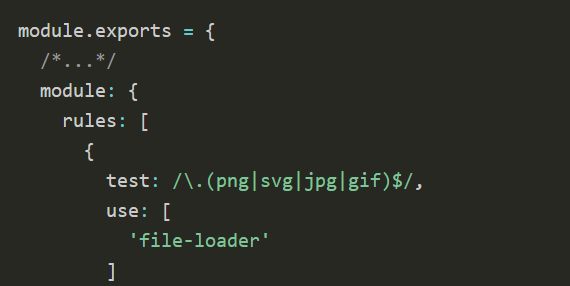 module.exports = {
  /*...*/
  module: {
    rules: [
      {
        test: /\.(png|svg|jpg|gif)$/,
        use: [
          'file-loader'
        ]